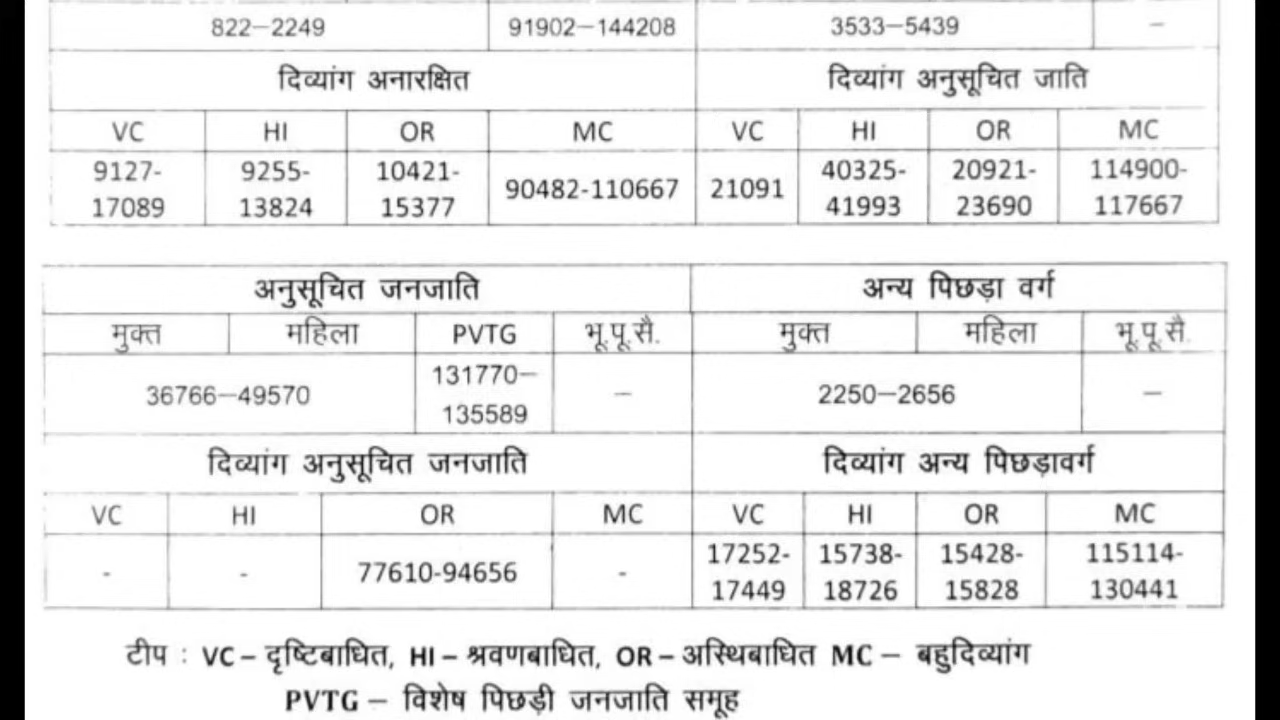 822–2249 91902–144208 3533–5439 –
दिव्यांग अनारक्षित दिव्यांग अनुसूचित जाति
VC HI OR MC VC HI OR MC
9127- 9255- 10421- 90482-110667 21091 40325- 20921- 114900-
17089 13824 15377 41993 23690 117667
अनुसूचित जनजाति अन्य पिछड़ा वर्ग
मुक्त महिला PVTG भू.पू.सै. मुक्त महिला भू.पू.सै.
36766–49570 131770– – 2250–2656 –
135589
दिव्यांग अनुसूचित जनजाति दिव्यांग अन्य पिछड़ावर्ग
VC HI OR MC VC HI OR MC
- - 77610-94656 - 17252- 15738- 15428- 115114-
17449 18726 15828 130441
टीप : VC – दृष्टिबाधित, HI – श्रवणबाधित, OR – अस्थिबाधित MC – बहुदिव्यांग
PVTG – विशेष पिछड़ी जनजाति समूह